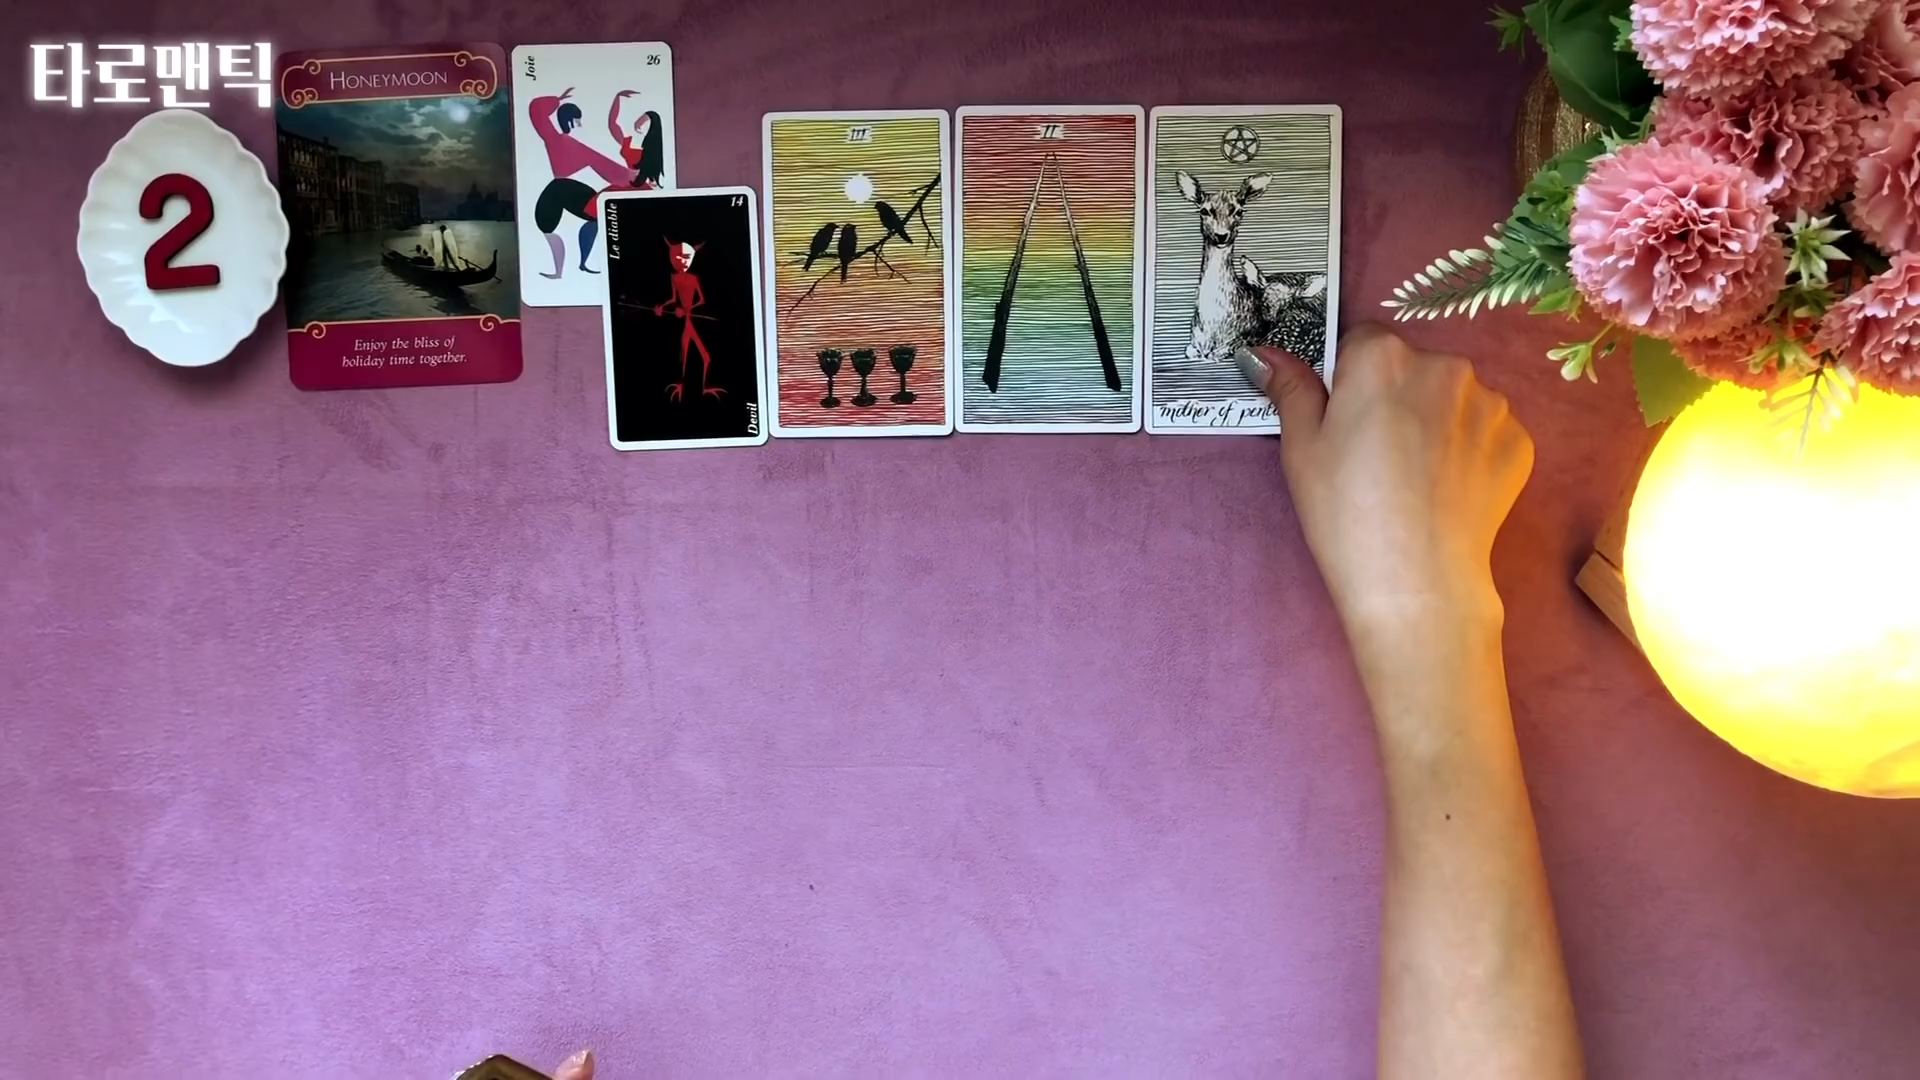 타로맨틱
2
HONEYMOON
Enjoy the bliss of
holiday time together.
Joie
26
Le diable
14
Devil
III
II
mother of